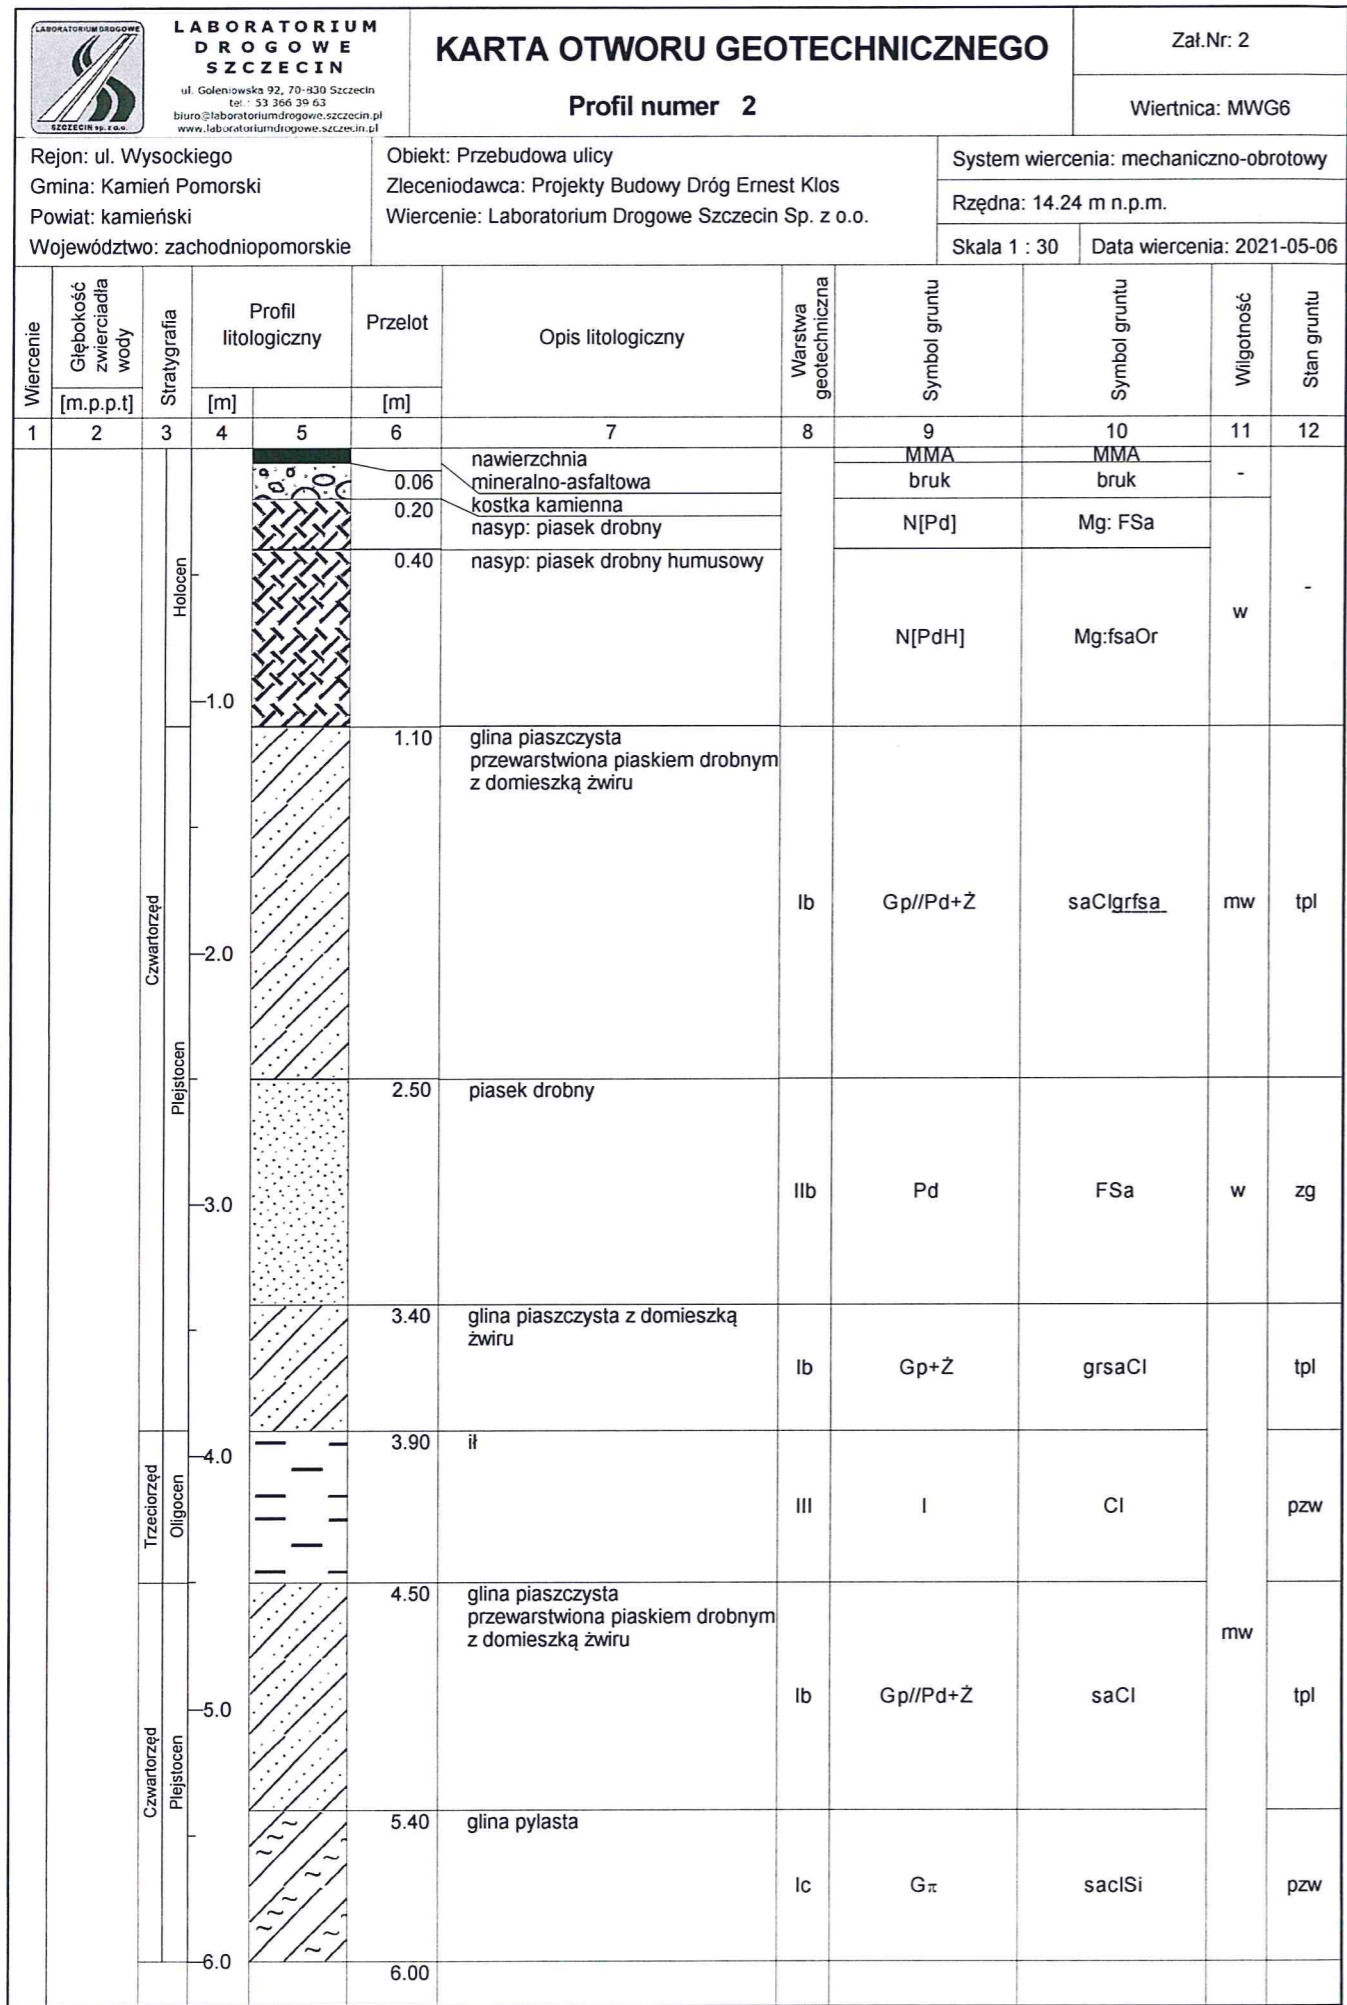 LABORATORIUM DROGOWE
SZCZECIN sp. z o.o.
LABORATORIUM
DROGOWE
SZCZECIN
ul. Goleniowska 92, 70-830 Szczecin
tel.: 53 366 39 63
biuro@laboratoriumdrogowe.szczecin.pl
www.laboratoriumdrogowe.szczecin.pl
KARTA OTWORU GEOTECHNICZNEGO
Profil numer 2
Zał.Nr: 2
Wiertnica: MWG6
Rejon: ul. Wysockiego
Gmina: Kamień Pomorski
Powiat: kamieński
Województwo: zachodniopomorskie
Obiekt: Przebudowa ulicy
Zleceniodawca: Projekty Budowy Dróg Ernest Klos
Wiercenie: Laboratorium Drogowe Szczecin Sp. z o.o.
System wiercenia: mechaniczno-obrotowy
Rzędna: 14.24 m n.p.m.
Skala 1 : 30 Data wiercenia: 2021-05-06
Wiercenie
Głębokość
zwierciadła
wody
[m.p.p.t]
Stratygrafia
Profil
litologiczny
[m]
Przelot
[m]
Opis litologiczny
Warstwa
geotechniczna
Symbol gruntu
Symbol gruntu
Wilgotność
Stan gruntu
1 2 3 4 5 6 7 8 9 10 11 12
nawierzchnia
mineralno-asfaltowa
MMA MMA
0.06 kostka kamienna bruk bruk -
0.20 nasyp: piasek drobny N[Pd] Mg: FSa
0.40 nasyp: piasek drobny humusowy
Holocen
N[PdH] Mg:fsaOr w -
1.0
1.10 glina piaszczysta
przewarstwiona piaskiem drobnym
z domieszką żwiru
Czwartorzęd
Plejstocen
Ib Gp//Pd+Ż saClgrfsa mw tpl
2.0
2.50 piasek drobny
IIb Pd FSa w zg
3.0
3.40 glina piaszczysta z domieszką
żwiru
Ib Gp+Ż grsaCl tpl
3.90 ił
4.0
Trzeciorzęd
Oligocen
III I Cl pzw
4.50 glina piaszczysta
przewarstwiona piaskiem drobnym
z domieszką żwiru
mw
Ib Gp//Pd+Ż saCl tpl
5.0
Czwartorzęd
Plejstocen
5.40 glina pylasta
Ic Gπ saclSi pzw
6.0
6.00